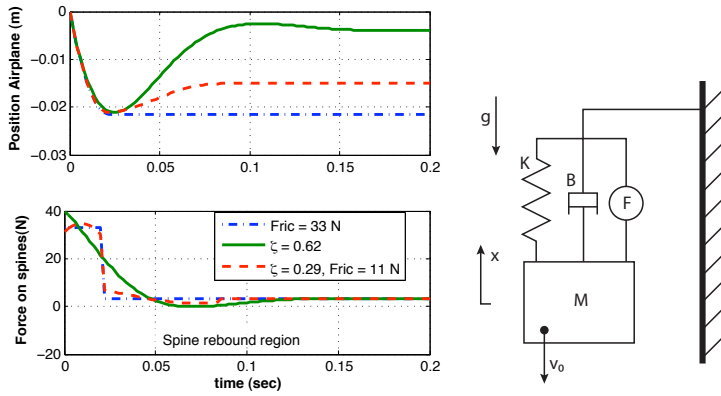 Position Airplane (m)
0
−0.01
−0.02
−0.03
0
0.05
0.1
0.15
0.2
Force on spines(N)
40
20
0
−20
Fric = 33 N
ζ = 0.62
ζ = 0.29, Fric = 11 N
Spine rebound region
0
0.05
0.1
0.15
0.2
time (sec)
g
K
B
F
x
M
v₀